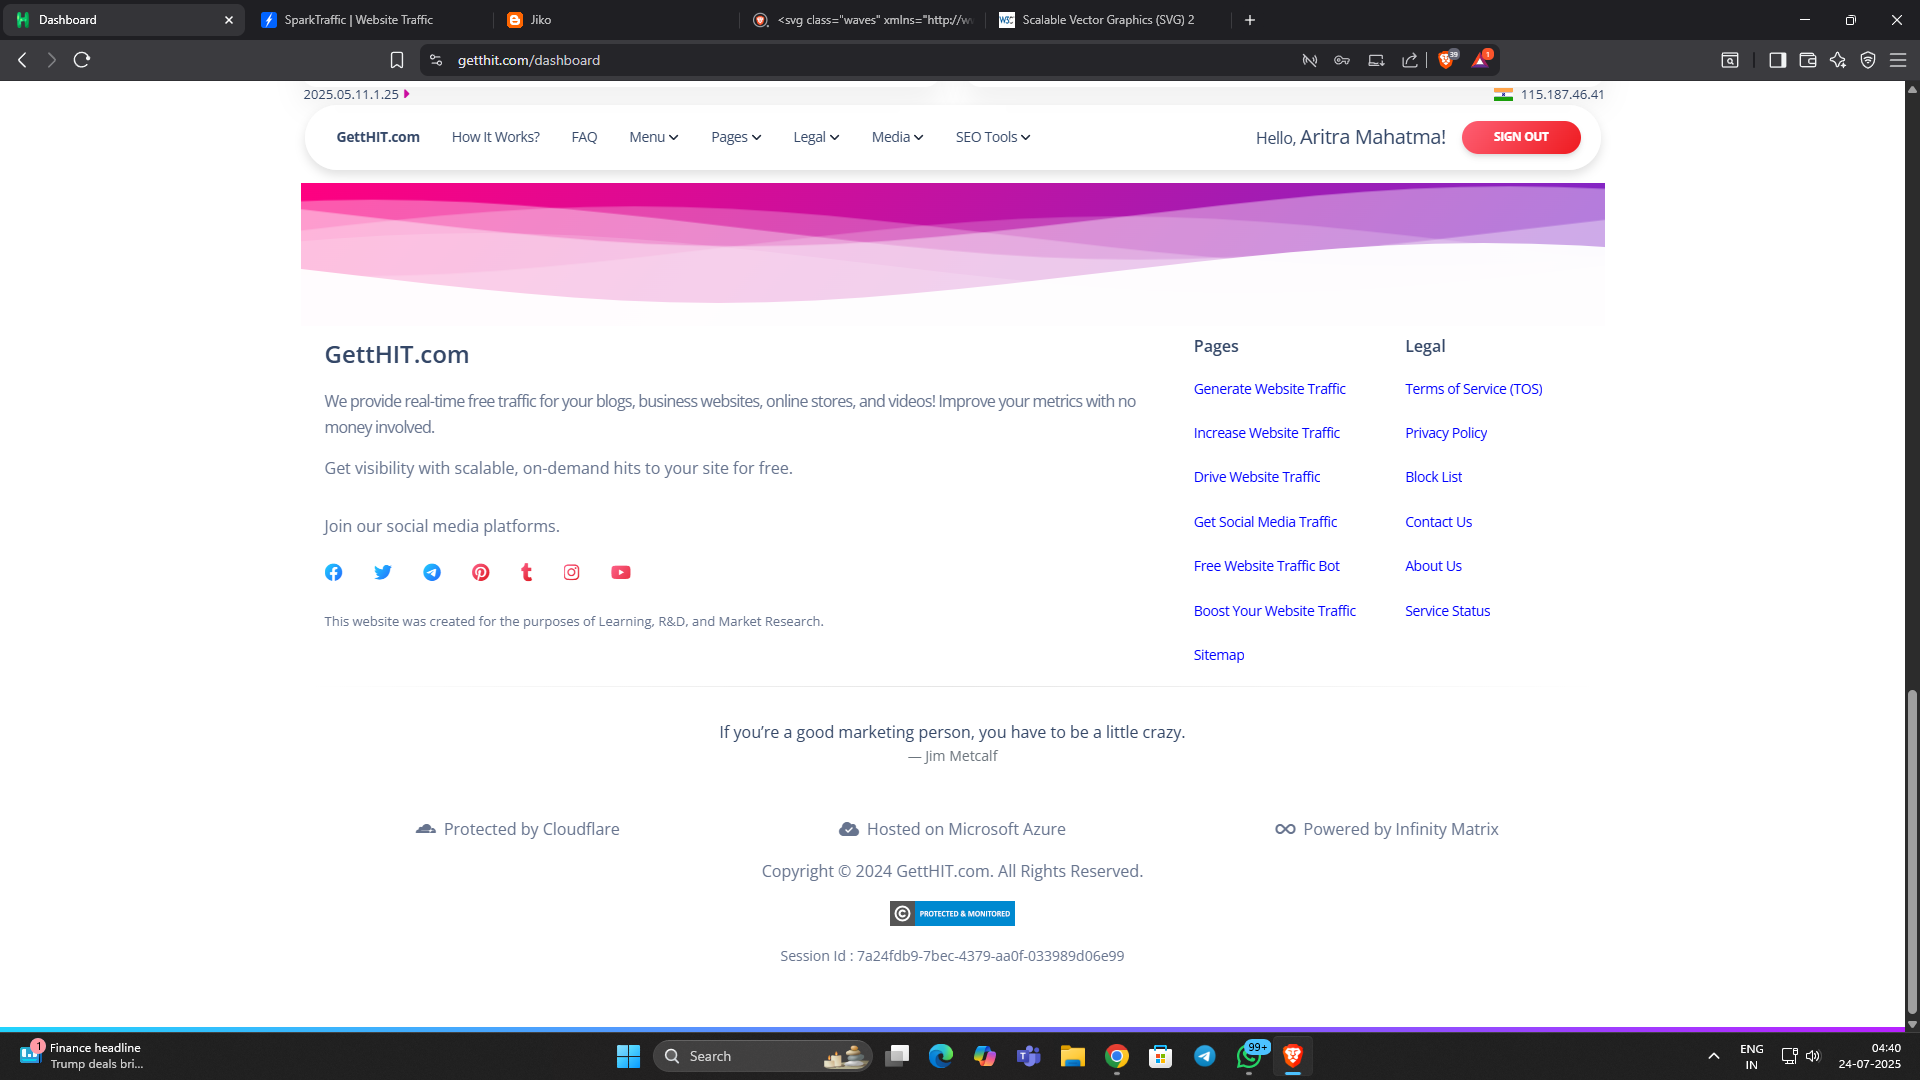 Dashboard
SparkTraffic | Website Traffic
Jiko
<svg class="waves" xmlns="http://w
Scalable Vector Graphics (SVG) 2
getthit.com/dashboard
39
1
2025.05.11.1.25
115.187.46.41
GettHIT.com
How It Works?
FAQ
Menu
Pages
Legal
Media
SEO Tools
Hello, Aritra Mahatma!
SIGN OUT
GettHIT.com
We provide real-time free traffic for your blogs, business websites, online stores, and videos! Improve your metrics with no
money involved.
Get visibility with scalable, on-demand hits to your site for free.
Join our social media platforms.
This website was created for the purposes of Learning, R&D, and Market Research.
Pages
Generate Website Traffic
Increase Website Traffic
Drive Website Traffic
Get Social Media Traffic
Free Website Traffic Bot
Boost Your Website Traffic
Sitemap
Legal
Terms of Service (TOS)
Privacy Policy
Block List
Contact Us
About Us
Service Status
If you’re a good marketing person, you have to be a little crazy.
— Jim Metcalf
Protected by Cloudflare
Hosted on Microsoft Azure
Powered by Infinity Matrix
Copyright © 2024 GettHIT.com. All Rights Reserved.
© PROTECTED & MONITORED
Session Id : 7a24fdb9-7bec-4379-aa0f-033989d06e99
1
Finance headline
Trump deals bri...
Search
99+
ENG
IN
04:40
24-07-2025